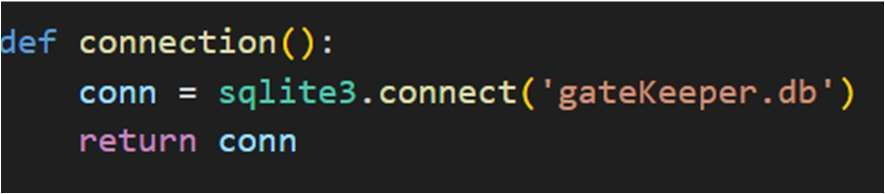 def connection():
    conn = sqlite3.connect('gateKeeper.db')
    return conn